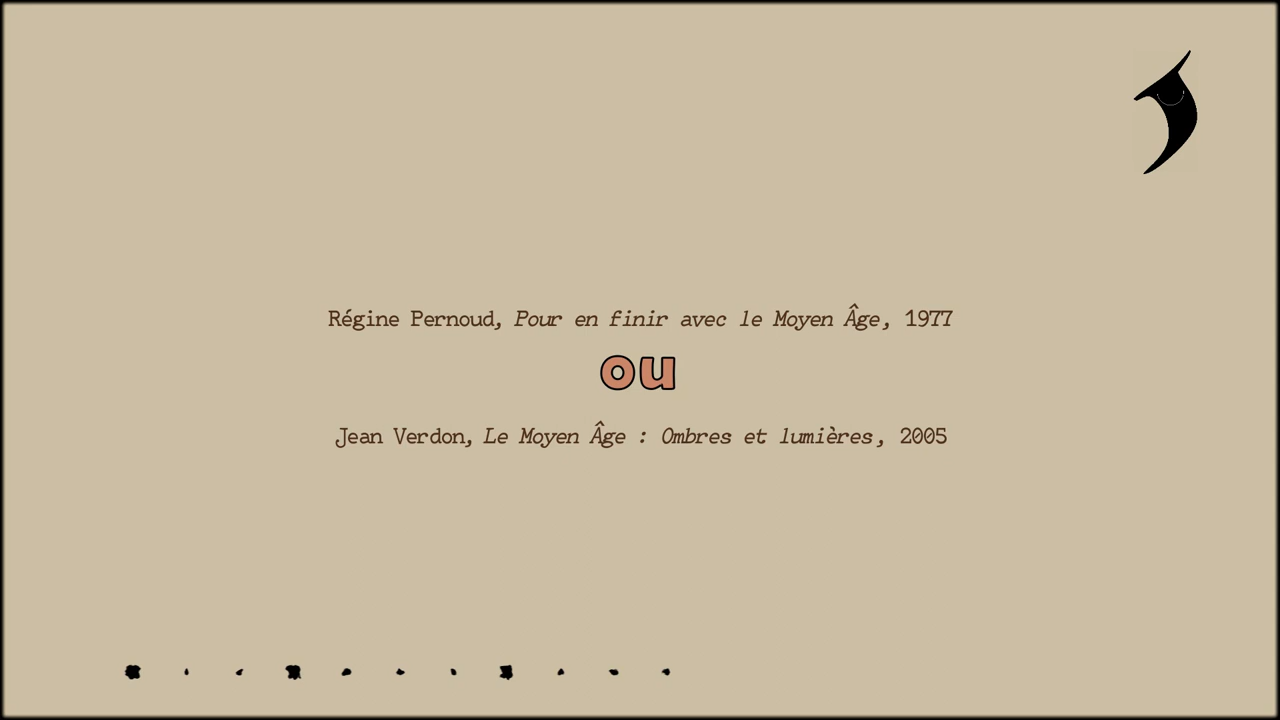 Régine Pernoud, Pour en finir avec le Moyen Âge, 1977
ou
Jean Verdon, Le Moyen Âge : Ombres et lumières, 2005